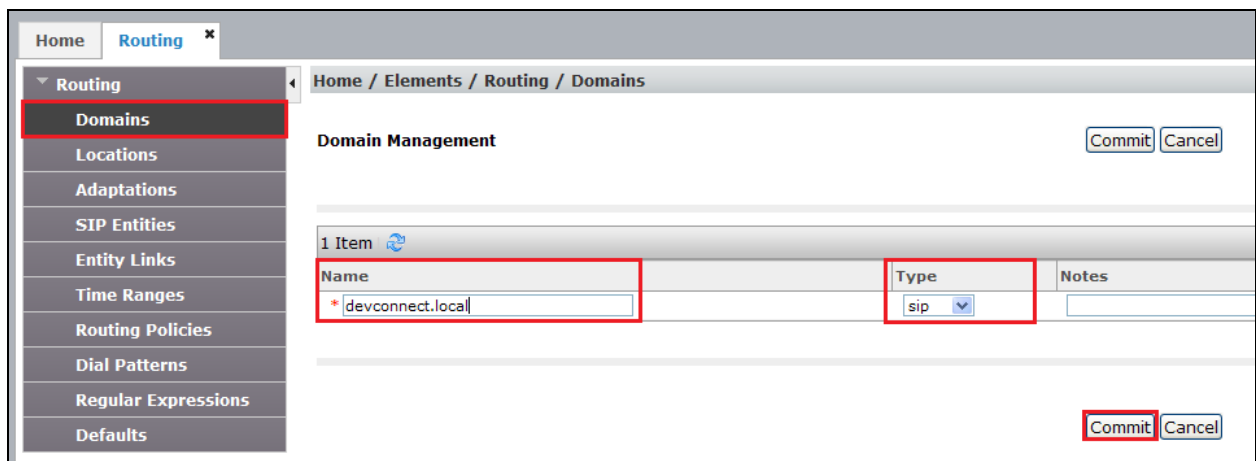 Home
Routing ×
Routing
Domains
Locations
Adaptations
SIP Entities
Entity Links
Time Ranges
Routing Policies
Dial Patterns
Regular Expressions
Defaults
Home / Elements / Routing / Domains
Domain Management
Commit Cancel
1 Item
Name Type Notes
* devconnect.local sip
Commit Cancel